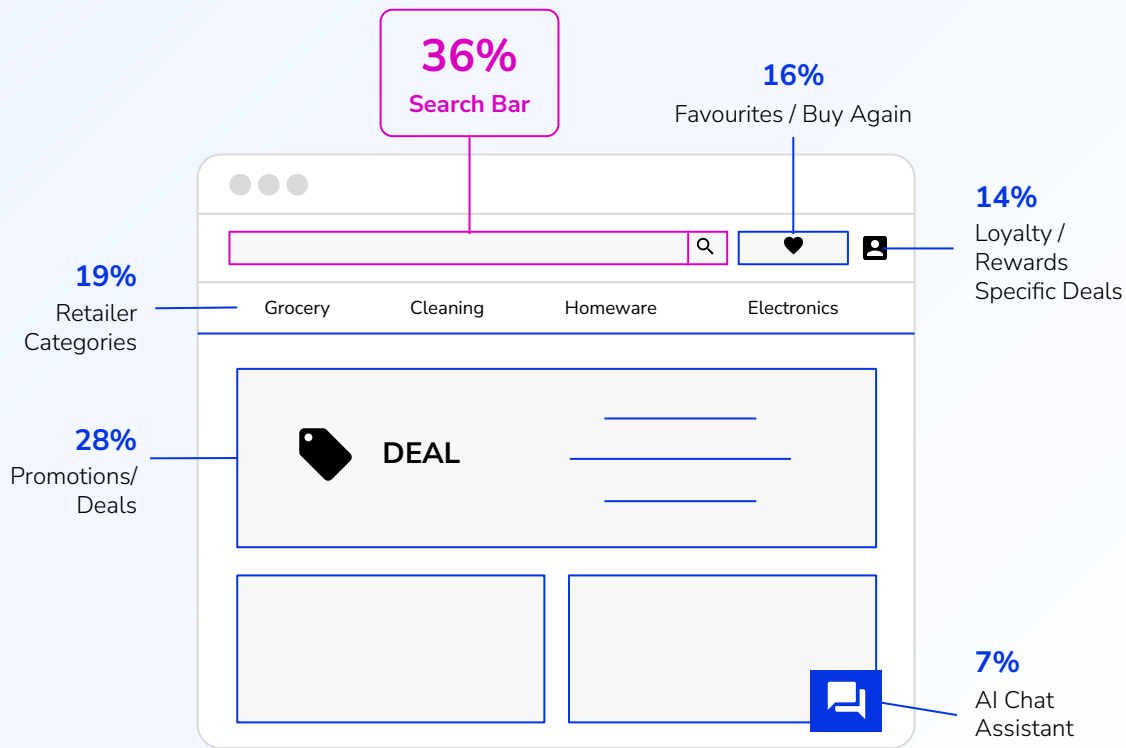 36%
Search Bar
16%
Favourites / Buy Again
14%
Loyalty /
Rewards
Specific Deals
19%
Retailer
Categories
Grocery
Cleaning
Homeware
Electronics
28%
Promotions/
Deals
DEAL
7%
AI Chat
Assistant